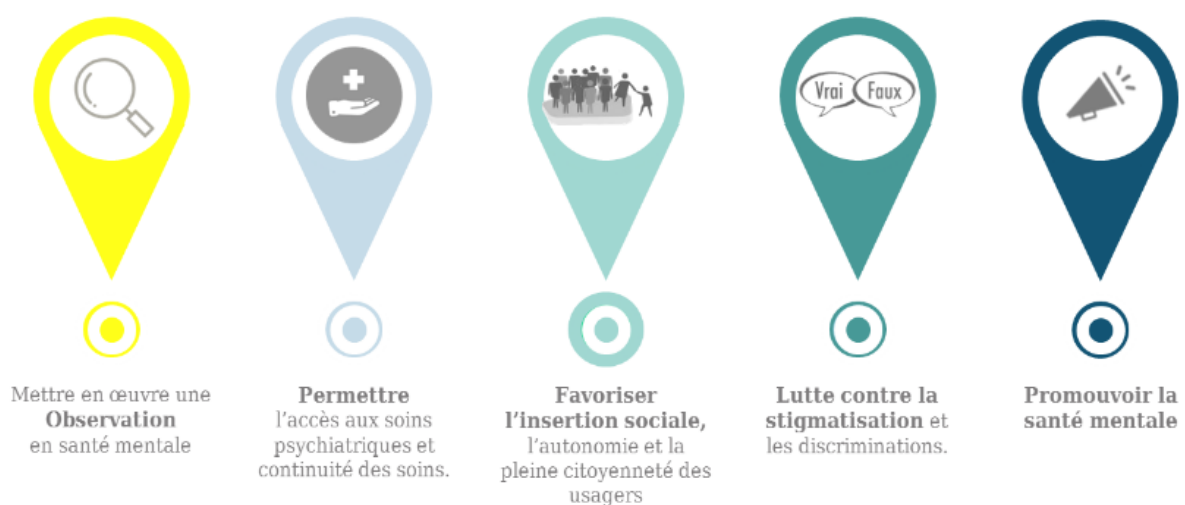 Vrai
Faux
Mettre en œuvre une
Observation
en santé mentale
Permettre
l'accès aux soins
psychiatriques et
continuité des soins.
Favoriser
l'insertion sociale,
l'autonomie et la
pleine citoyenneté des
usagers
Lutte contre la
stigmatisation et
les discriminations.
Promouvoir la
santé mentale